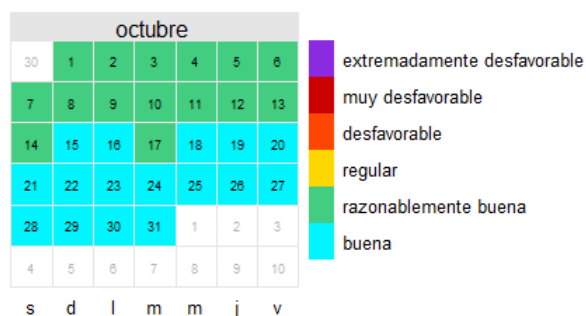 octubre
30 1 2 3 4 5 6
7 8 9 10 11 12 13
14 15 16 17 18 19 20
21 22 23 24 25 26 27
28 29 30 31 1 2 3
4 5 6 7 8 9 10
s d l m m j v
extremadamente desfavorable
muy desfavorable
desfavorable
regular
razonablemente buena
buena